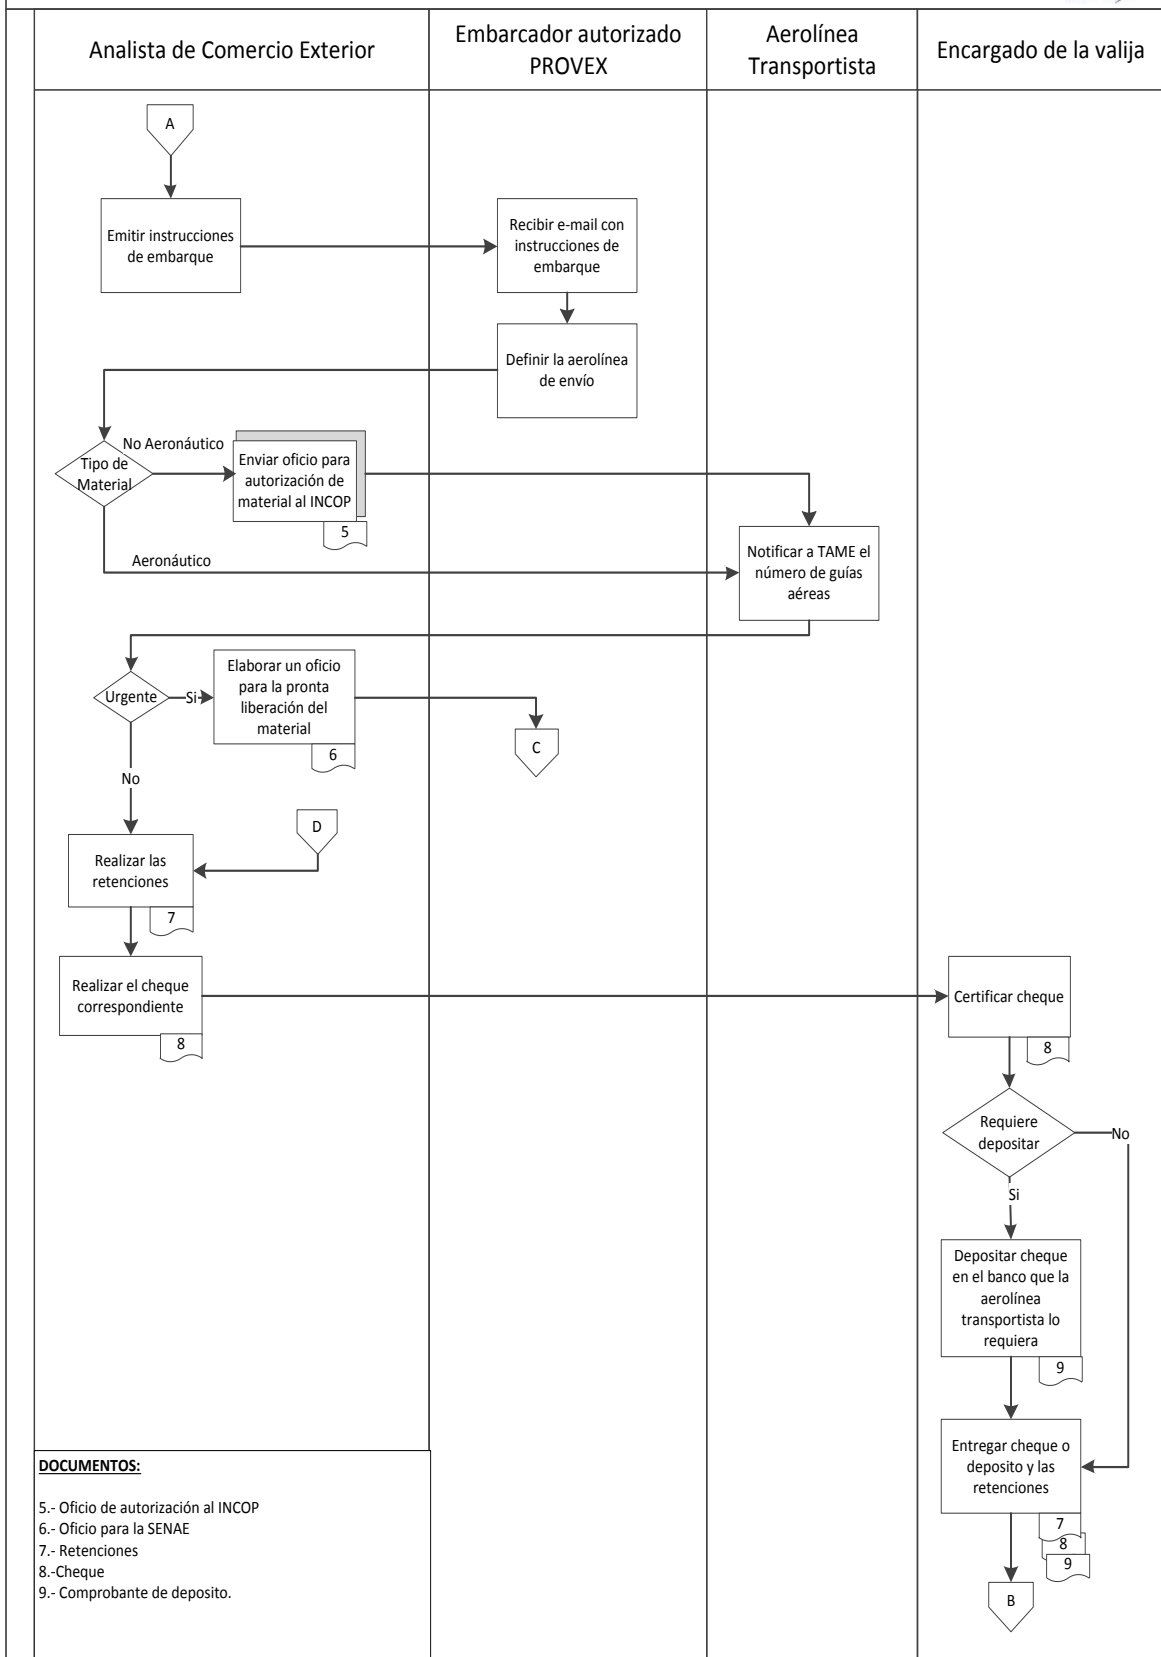 Analista de Comercio Exterior
Embarcador autorizado
PROVEX
Aerolínea
Transportista
Encargado de la valija
A
Emitir instrucciones
de embarque
Recibir e-mail con
instrucciones de
embarque
Definir la aerolínea
de envío
Tipo de
Material
No Aeronáutico
Enviar oficio para
autorización de
material al INCOP
5
Aeronáutico
Notificar a TAME el
número de guías
aéreas
Urgente
Si
Elaborar un oficio
para la pronta
liberación del
material
6
C
No
D
Realizar las
retenciones
7
Realizar el cheque
correspondiente
8
Certificar cheque
8
Requiere
depositar
No
Si
Depositar cheque
en el banco que la
aerolínea
transportista lo
requiera
9
Entregar cheque o
deposito y las
retenciones
7
8
9
B
DOCUMENTOS:
5.- Oficio de autorización al INCOP
6.- Oficio para la SENAE
7.- Retenciones
8.-Cheque
9.- Comprobante de deposito.